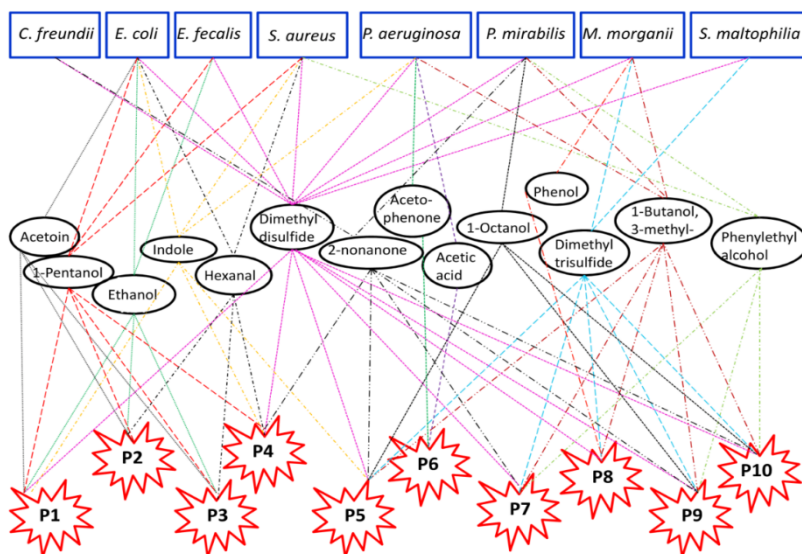 C. freundii
E. coli
E. fecalis
S. aureus
P. aeruginosa
P. mirabilis
M. morganii
S. maltophilia
Acetoin
1-Pentanol
Ethanol
Indole
Hexanal
Dimethyl
disulfide
2-nonanone
Aceto-
phenone
Acetic
acid
1-Octanol
Phenol
Dimethyl
trisulfide
1-Butanol,
3-methyl-
Phenylethyl
alcohol
P1
P2
P3
P4
P5
P6
P7
P8
P9
P10